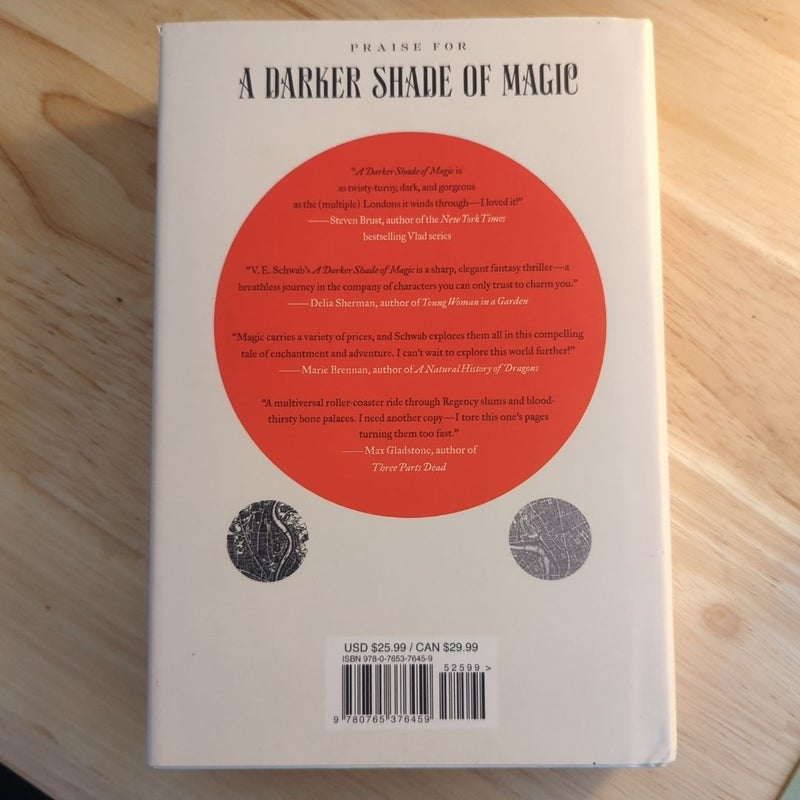 PRAISE FOR
A DARKER SHADE OF MAGIC
“A Darker Shade of Magic is
as twisty-turny, dark, and gorgeous
as the (multiple) Londons it winds through—I loved it!”
——Steven Brust, author of the New York Times
bestselling Vlad series
“V. E. Schwab’s A Darker Shade of Magic is a sharp, elegant fantasy thriller—a
breathless journey in the company of characters you can only trust to charm you.”
——Delia Sherman, author of Young Woman in a Garden
“Magic carries a variety of prices, and Schwab explores them all in this compelling
tale of enchantment and adventure. I can’t wait to explore this world further!”
——Marie Brennan, author of A Natural History of Dragons
“A multiversal roller-coaster ride through Regency slums and blood-
thirsty bone palaces. I need another copy—I tore this one’s pages
turning them too fast.”
——Max Gladstone, author of
Three Parts Dead
USD $25.99 / CAN $29.99
ISBN 978-0-7653-7645-9
52599 >
9 780765 376459